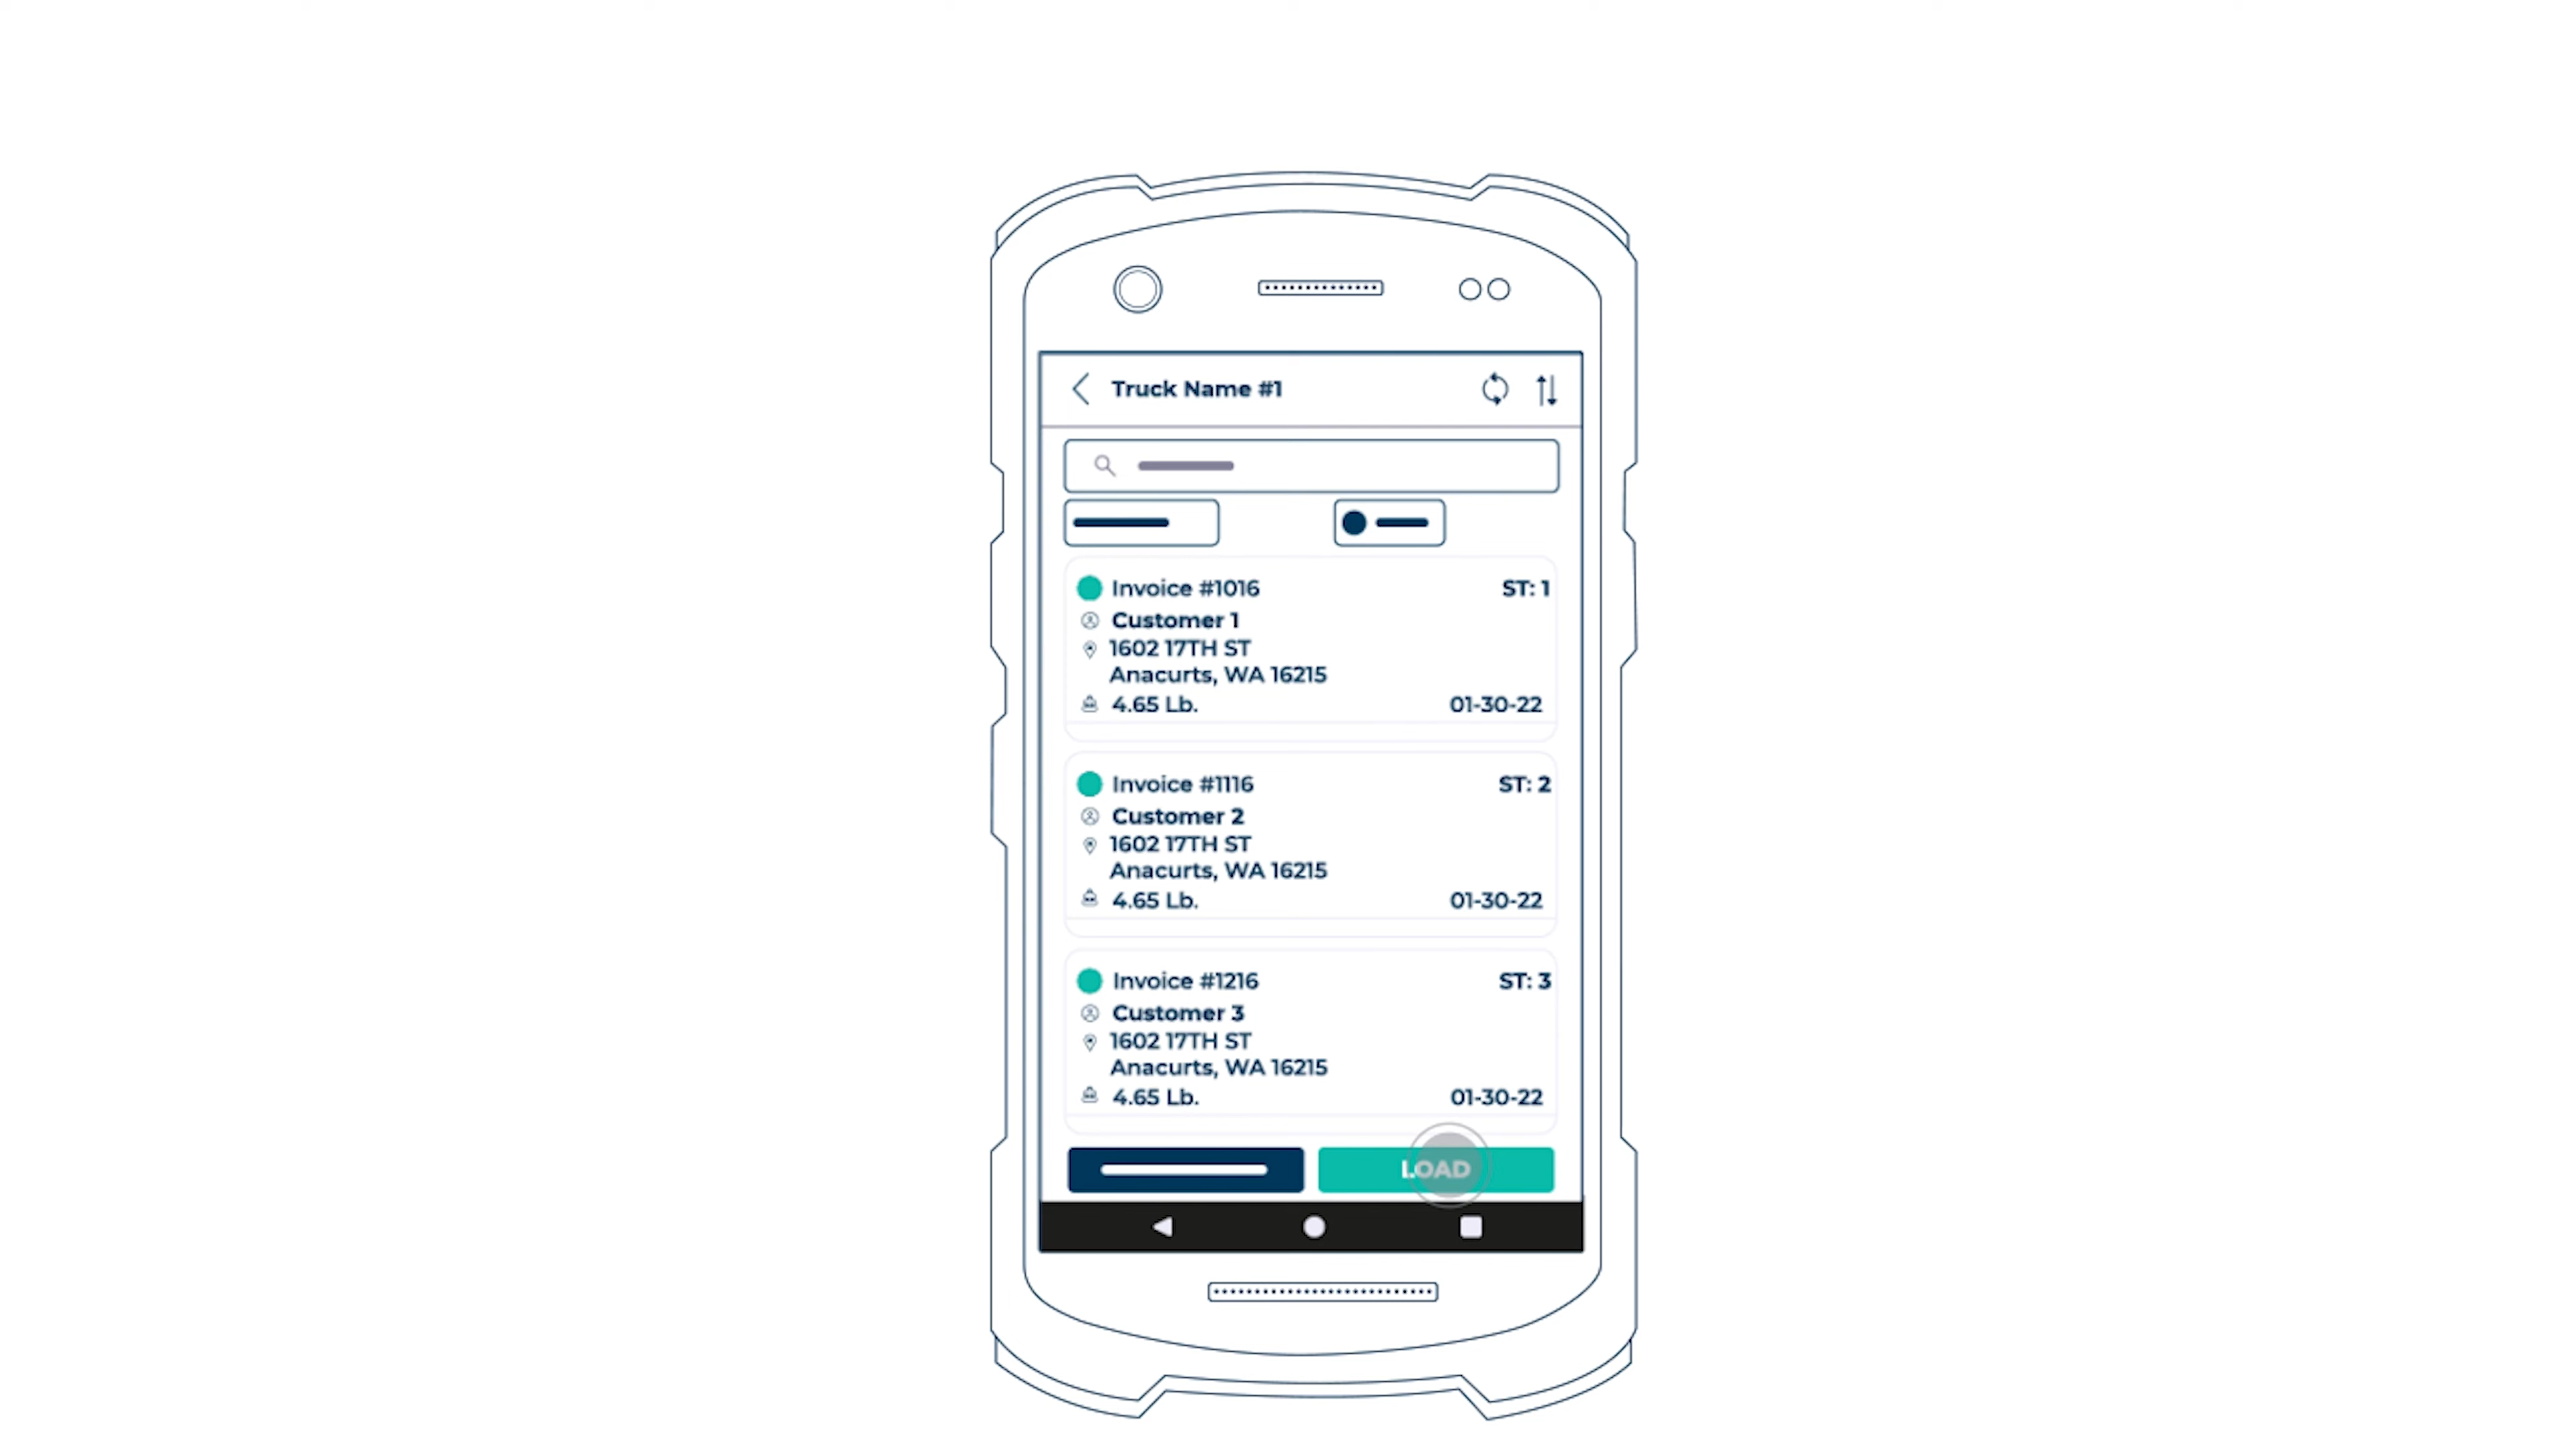 Truck Name #1
Invoice #1016 ST: 1
Customer 1
1602 17TH ST
Anacurts, WA 16215
4.65 Lb. 01-30-22
Invoice #1116 ST: 2
Customer 2
1602 17TH ST
Anacurts, WA 16215
4.65 Lb. 01-30-22
Invoice #1216 ST: 3
Customer 3
1602 17TH ST
Anacurts, WA 16215
4.65 Lb. 01-30-22
LOAD